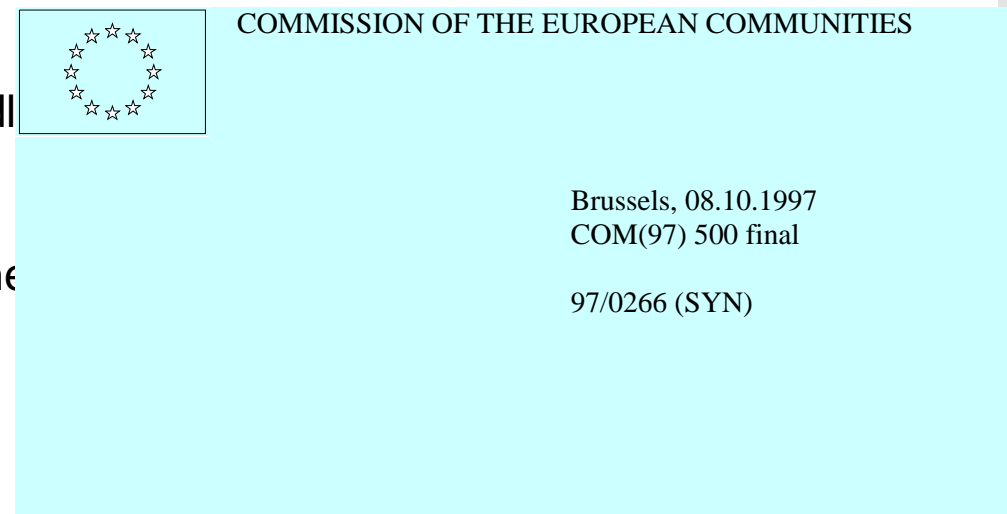 COMMISSION OF THE EUROPEAN COMMUNITIES
Brussels, 08.10.1997
COM(97) 500 final
97/0266 (SYN)